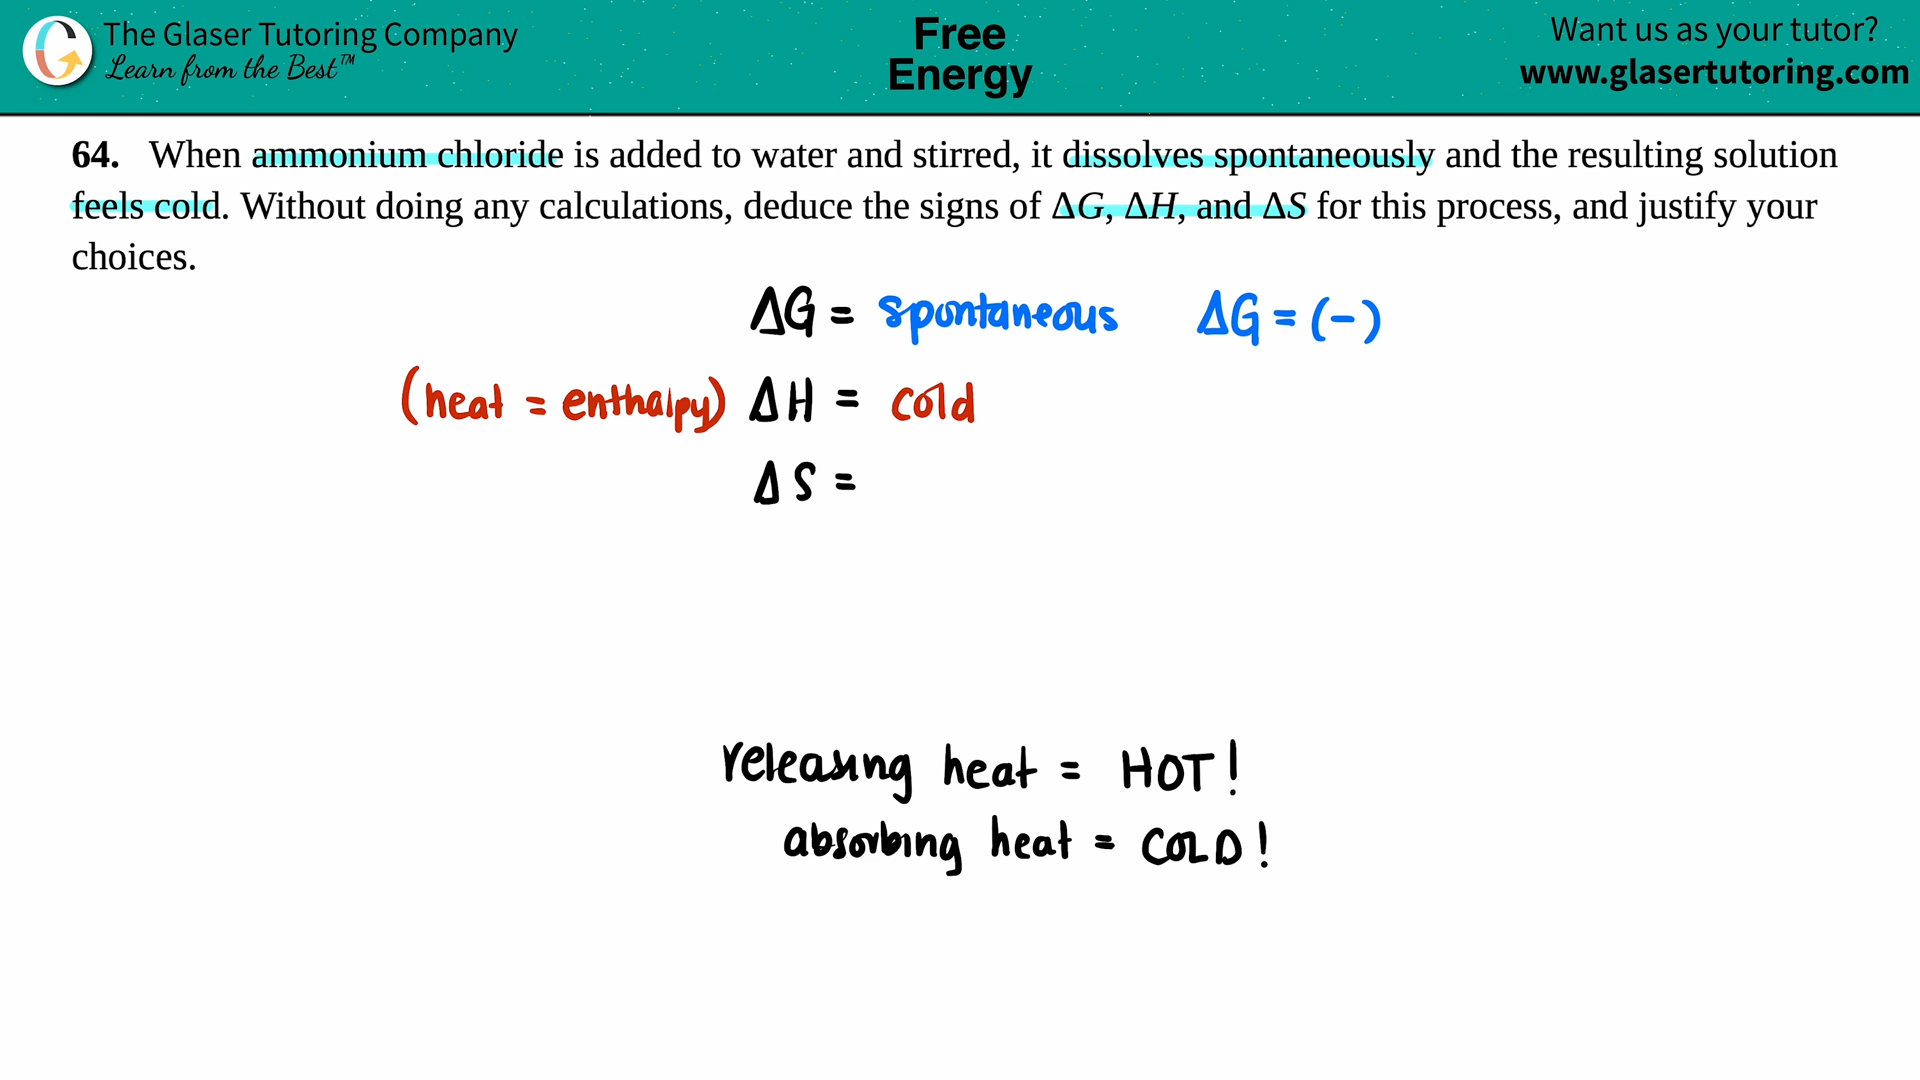 The Glaser Tutoring Company
Learn from the Best™
Free
Energy
Want us as your tutor?
www.glasertutoring.com
64. When ammonium chloride is added to water and stirred, it dissolves spontaneously and the resulting solution
feels cold. Without doing any calculations, deduce the signs of ΔG, ΔH, and ΔS for this process, and justify your
choices.
ΔG = spontaneous ΔG = (-)
(heat = enthalpy) ΔH = cold
ΔS =
releasing heat = HOT!
absorbing heat = COLD!